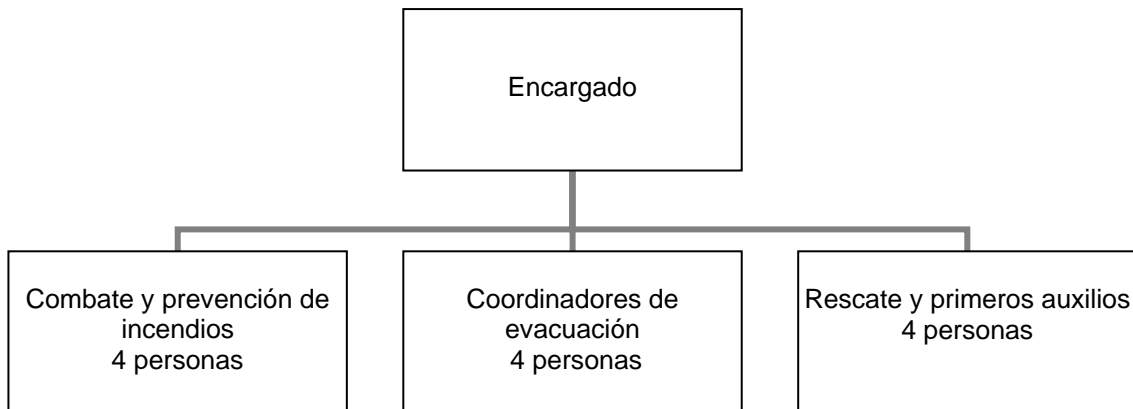 Encargado
Combate y prevención de
incendios
4 personas
Coordinadores de
evacuación
4 personas
Rescate y primeros auxilios
4 personas